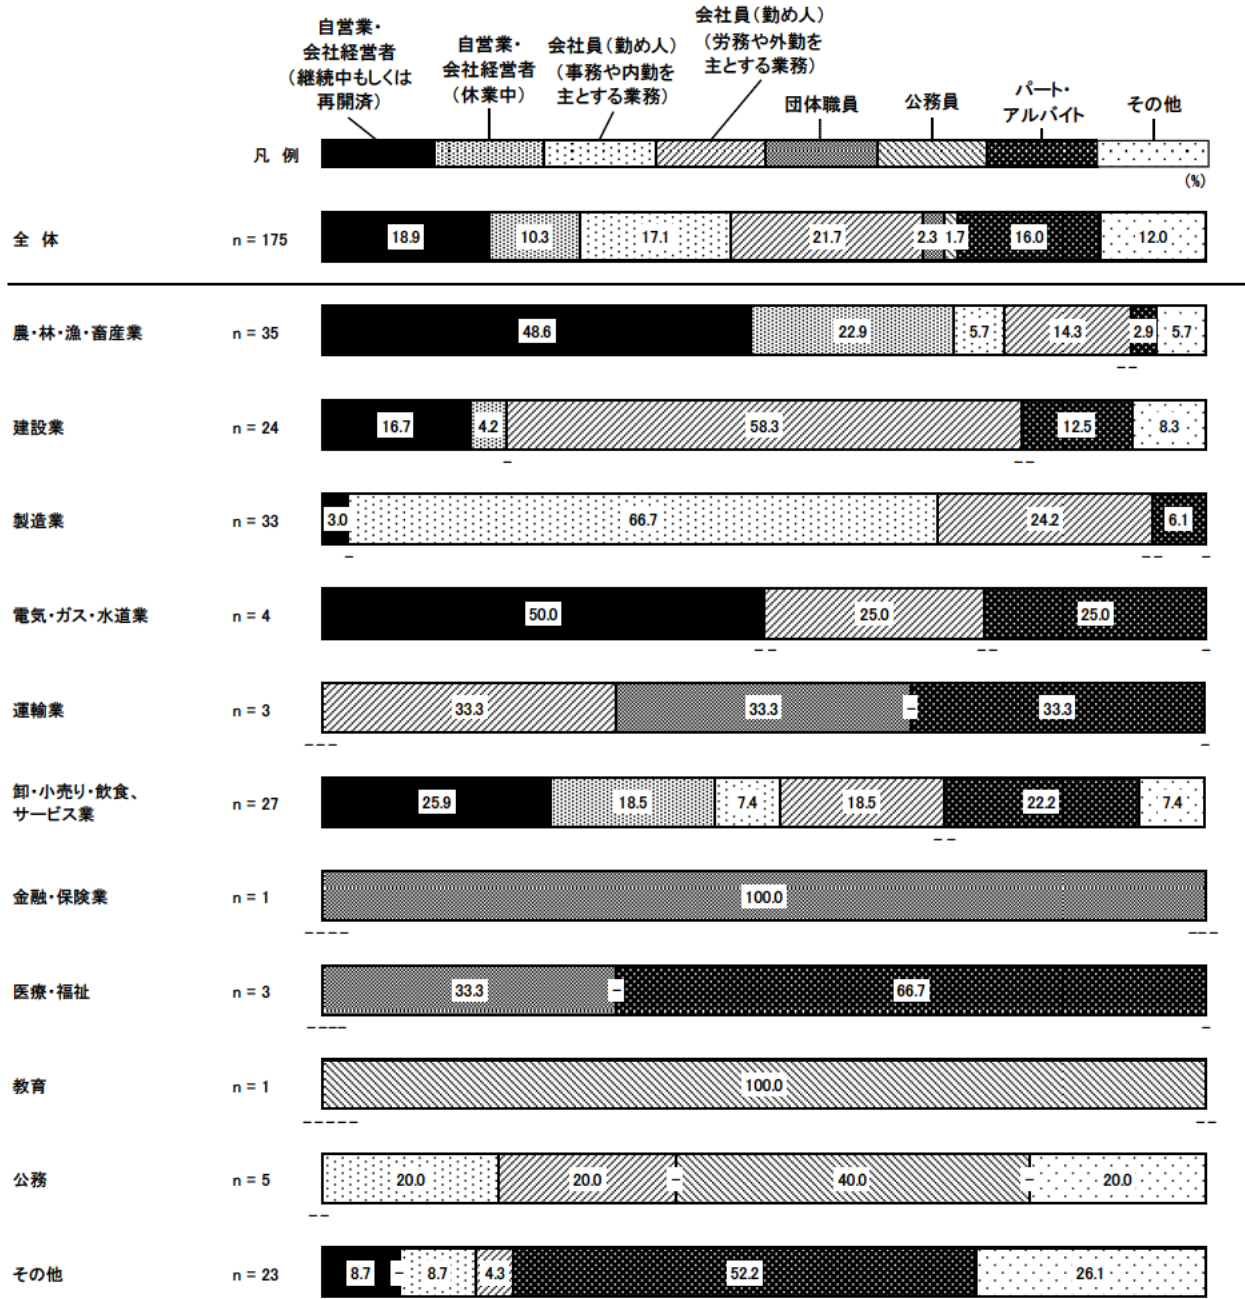 自営業・
会社経営者
（継続中もしくは
再開済）
自営業・
会社経営者
（休業中）
会社員（勤め人）
（事務や内勤を
主とする業務）
会社員（勤め人）
（労務や外勤を
主とする業務）
団体職員
公務員
パート・
アルバイト
その他
凡 例
(%)
全 体 n = 175 18.9 10.3 17.1 21.7 2.3 1.7 16.0 12.0
農・林・漁・畜産業 n = 35 48.6 22.9 5.7 14.3 2.9 5.7
--
建設業 n = 24 16.7 4.2 58.3 12.5 8.3
- --
製造業 n = 33 3.0 66.7 24.2 6.1
- -- -
電気・ガス・水道業 n = 4 50.0 25.0 25.0
-- -- -
運輸業 n = 3 33.3 33.3 - 33.3
--- -
卸・小売り・飲食、
サービス業 n = 27 25.9 18.5 7.4 18.5 22.2 7.4
--
金融・保険業 n = 1 100.0
---- ---
医療・福祉 n = 3 33.3 - 66.7
---- -
教育 n = 1 100.0
----- --
公務 n = 5 20.0 20.0 - 40.0 - 20.0
--
その他 n = 23 8.7 - 8.7 4.3 52.2 26.1